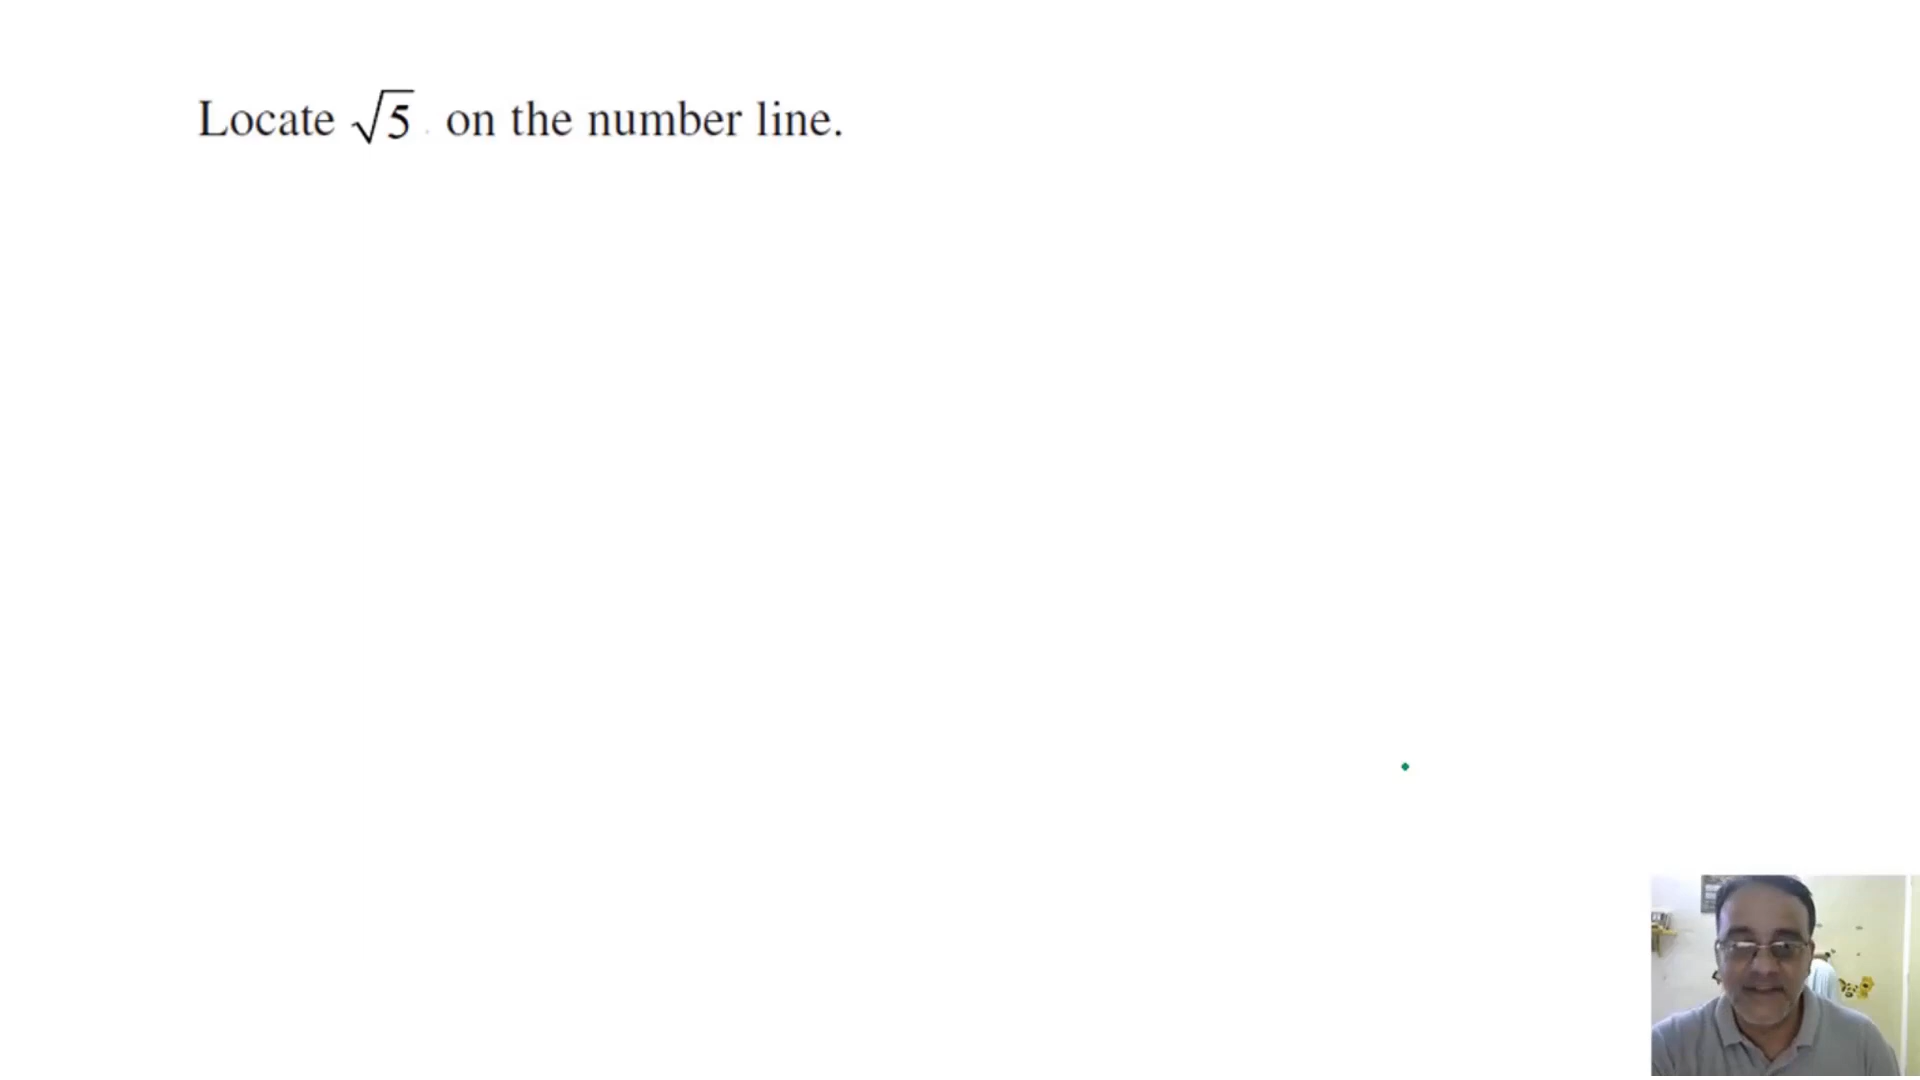 Locate √5 on the number line.